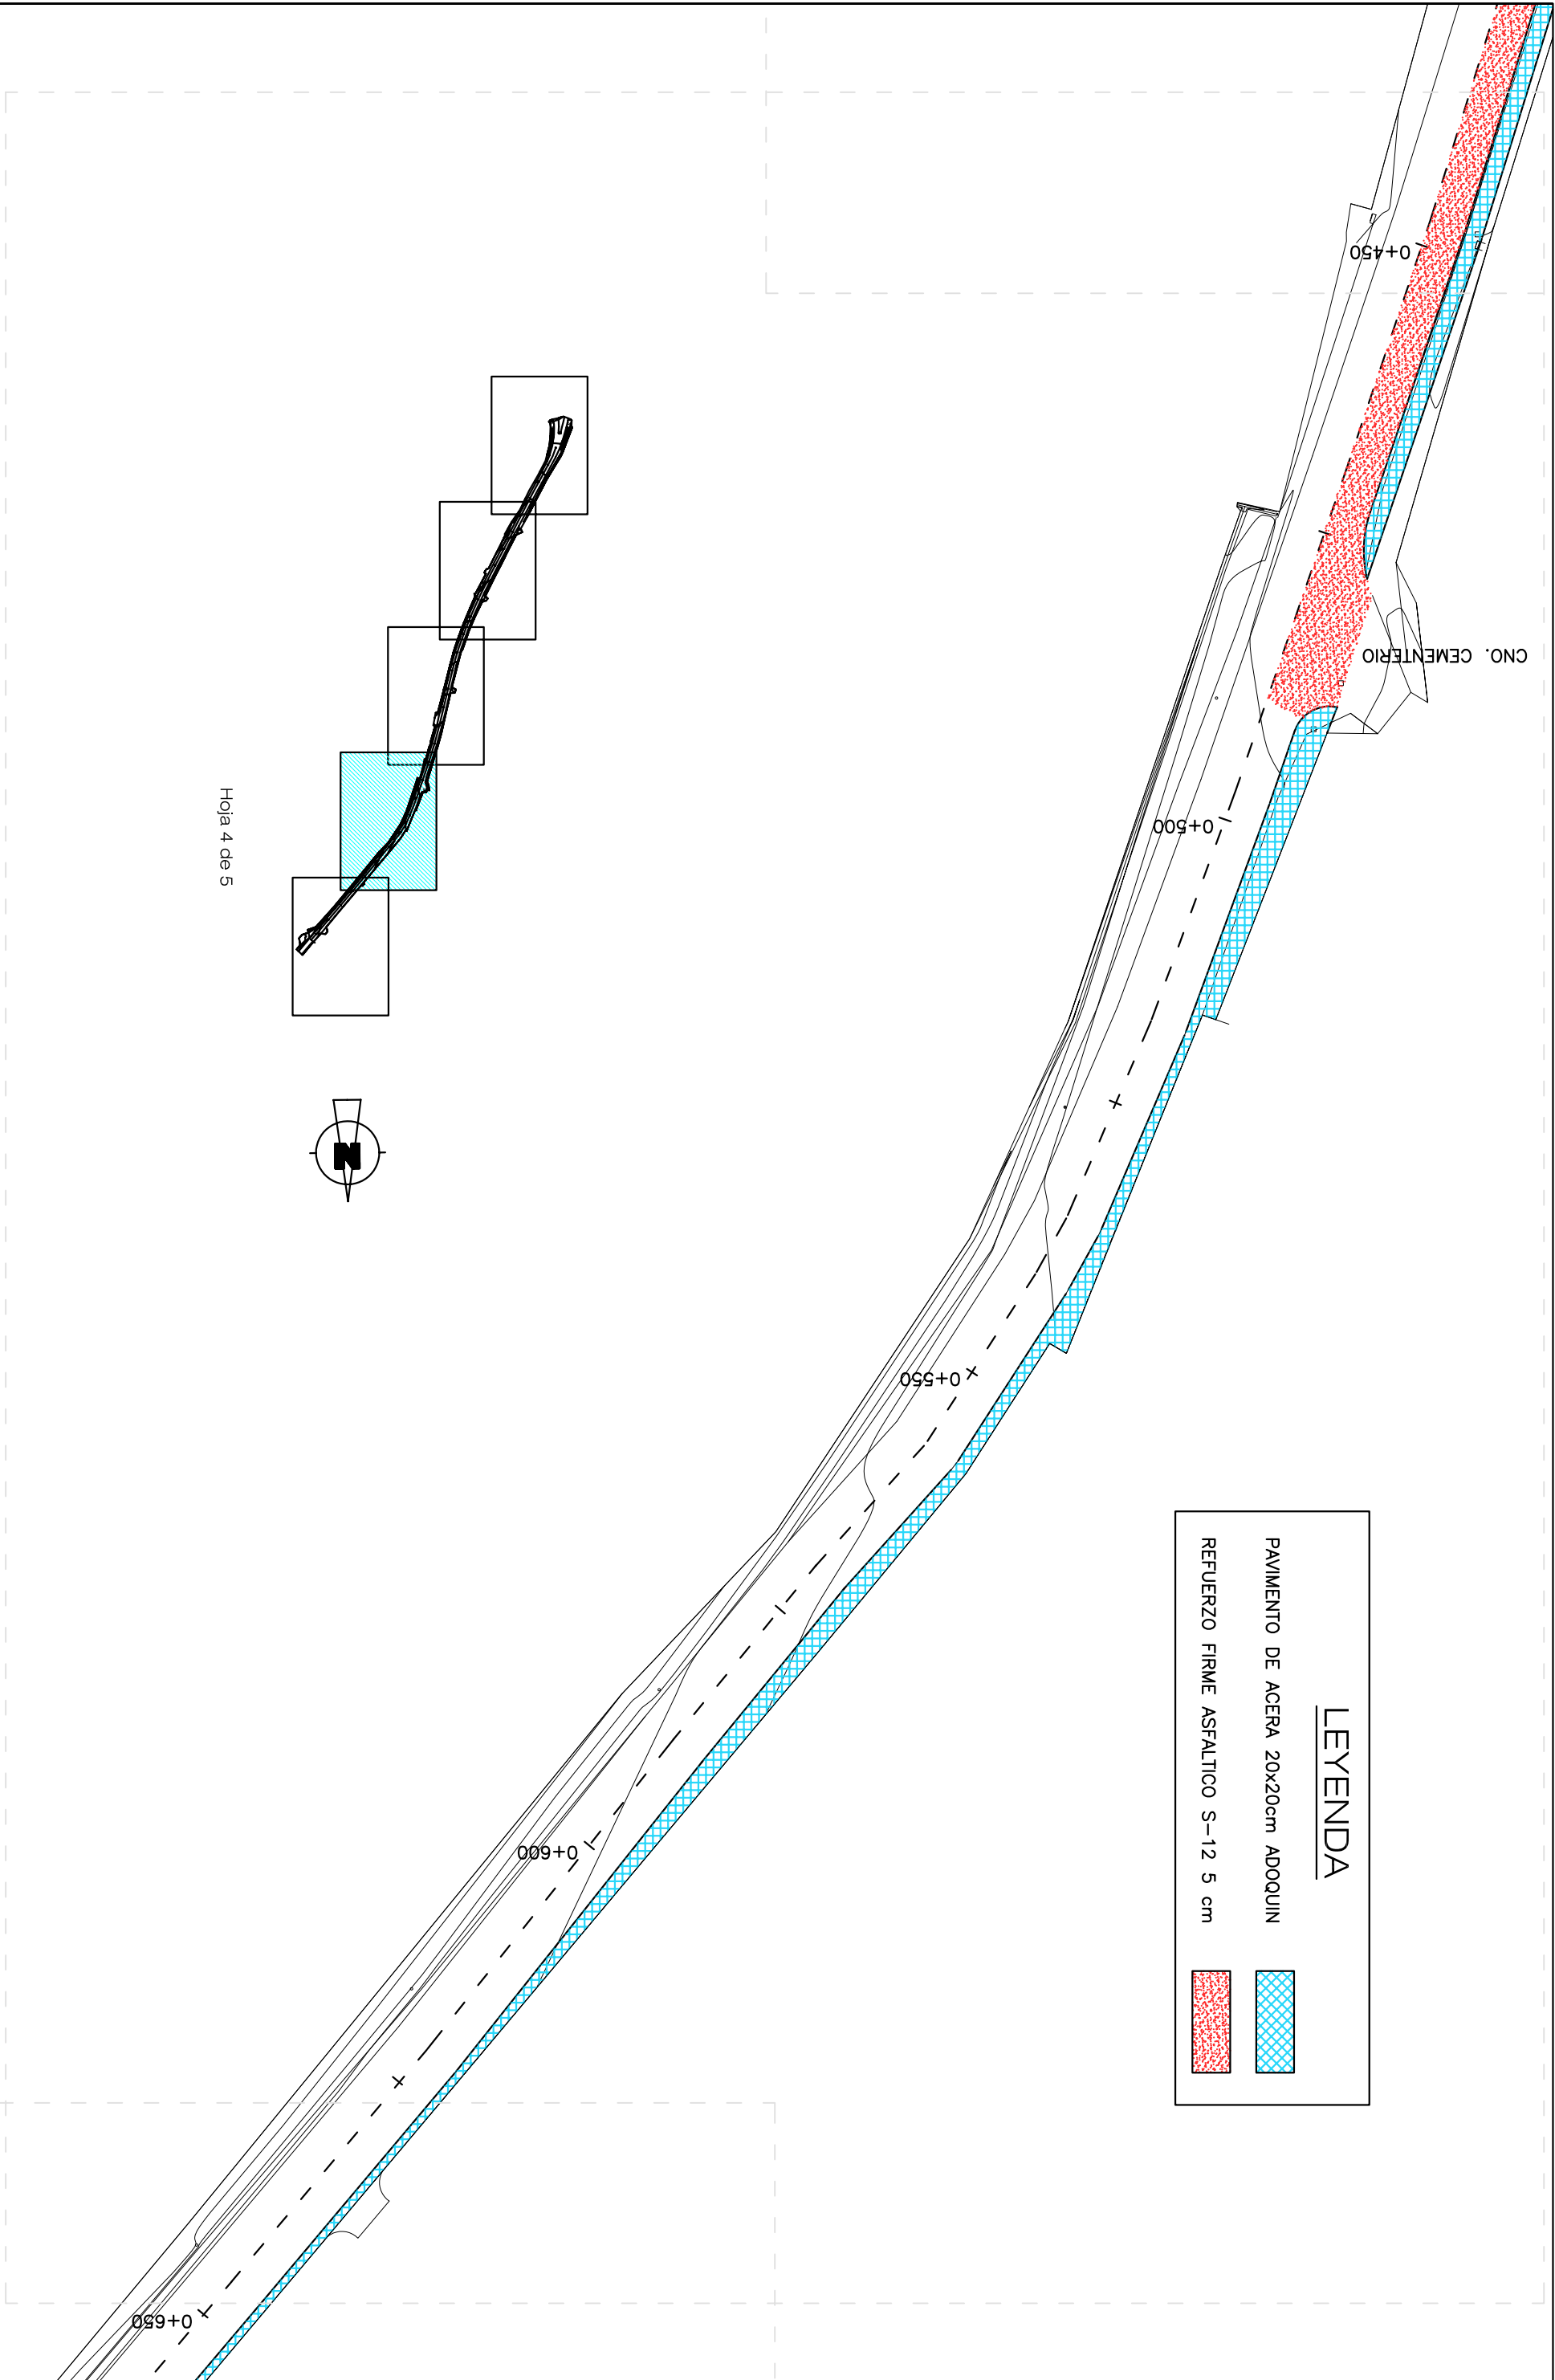 0+450
CNO. CEMENTERIO
0+500
0+550
0+600
0+650
Hoja 4 de 5
N
LEYENDA
PAVIMENTO DE ACERA 20x20cm ADOQUIN
REFUERZO FIRME ASFALTICO S-12 5 cm